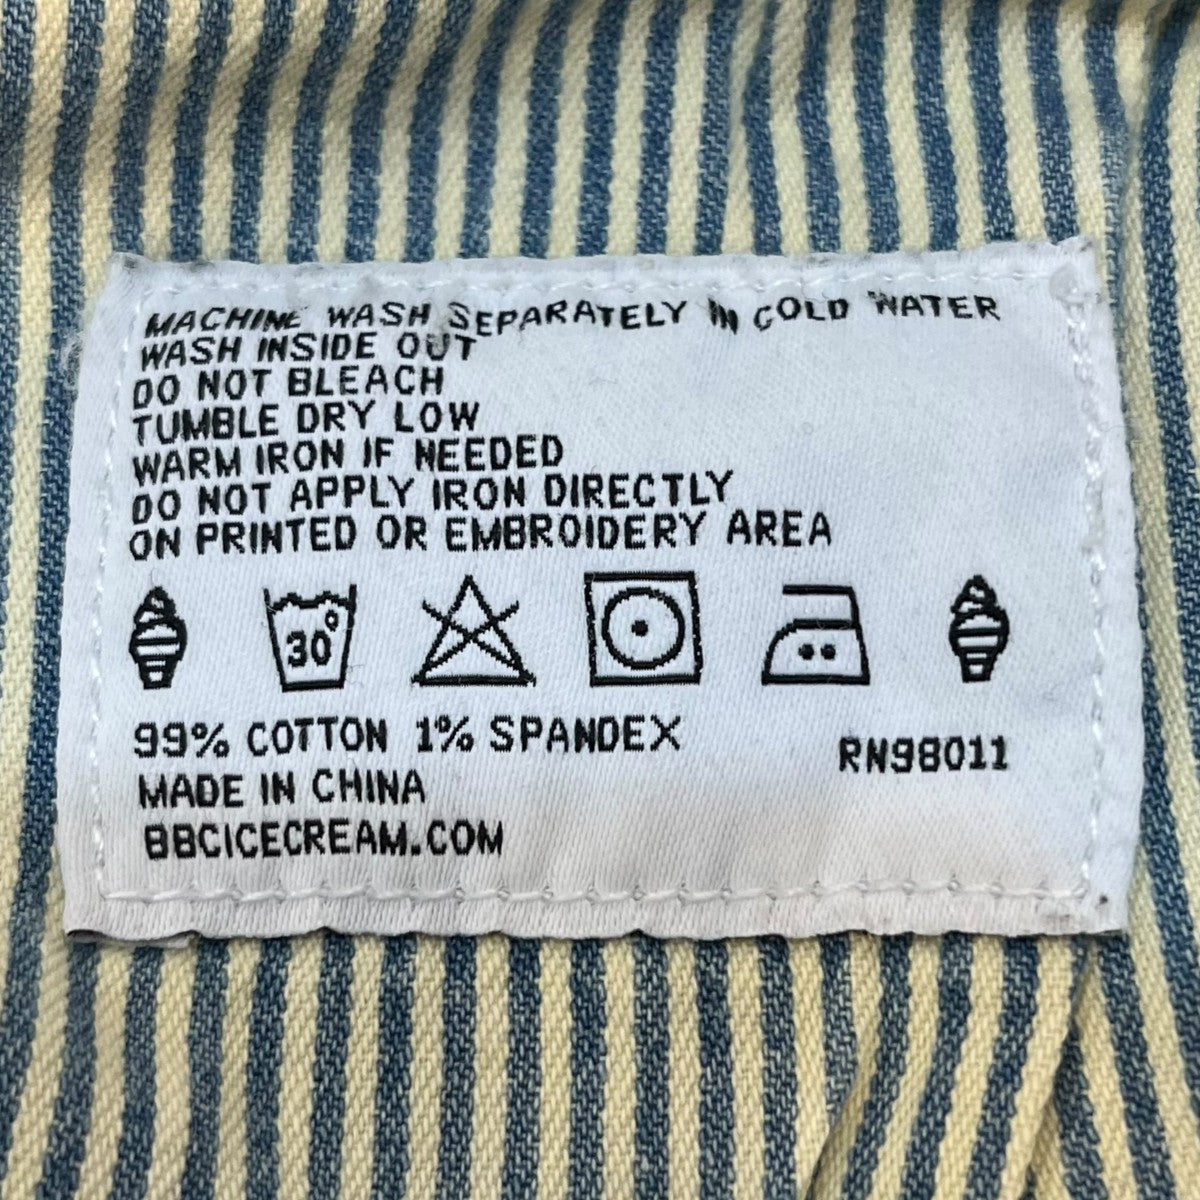 MACHINE WASH SEPARATELY IN COLD WATER
WASH INSIDE OUT
DO NOT BLEACH
TUMBLE DRY LOW
WARM IRON IF NEEDED
DO NOT APPLY IRON DIRECTLY
ON PRINTED OR EMBROIDERY AREA
30°
99% COTTON 1% SPANDEX
RN98011
MADE IN CHINA
BBCICECREAM.COM